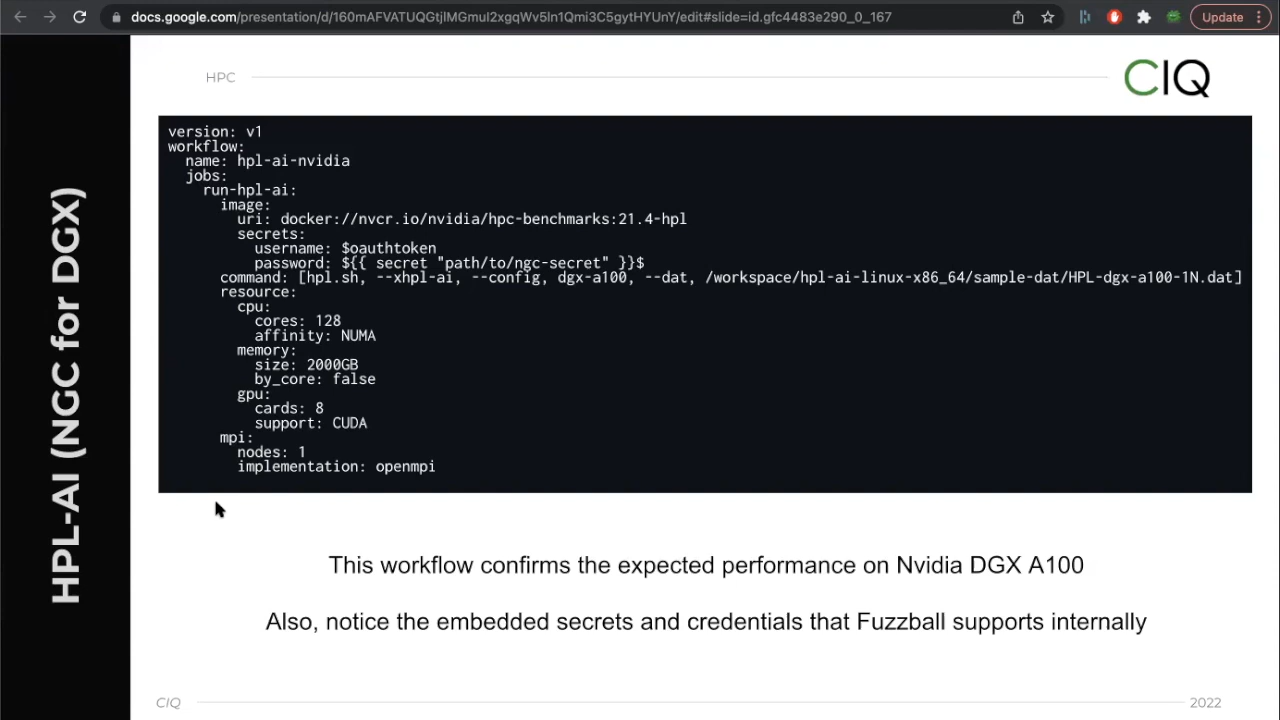 docs.google.com/presentation/d/160mAFVATUQGtjlMGmul2xgqWv5ln1Qmi3C5gytHYUnY/edit#slide=id.gfc4483e290_0_167
Update
HPC
CIQ
HPL-AI (NGC for DGX)
version: v1
workflow:
  name: hpl-ai-nvidia
  jobs:
    run-hpl-ai:
      image:
        uri: docker://nvcr.io/nvidia/hpc-benchmarks:21.4-hpl
        secrets:
          username: $oauthtoken
          password: ${{ secret "path/to/ngc-secret" }}$
      command: [hpl.sh, --xhpl-ai, --config, dgx-a100, --dat, /workspace/hpl-ai-linux-x86_64/sample-dat/HPL-dgx-a100-1N.dat]
      resource:
        cpu:
          cores: 128
          affinity: NUMA
        memory:
          size: 2000GB
          by_core: false
        gpu:
          cards: 8
          support: CUDA
      mpi:
        nodes: 1
        implementation: openmpi
This workflow confirms the expected performance on Nvidia DGX A100
Also, notice the embedded secrets and credentials that Fuzzball supports internally
CIQ
2022